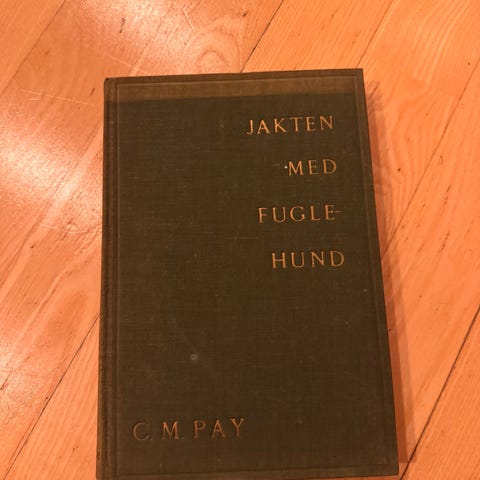 JAKTEN
MED
FUGLE-
HUND
C. M. PAY